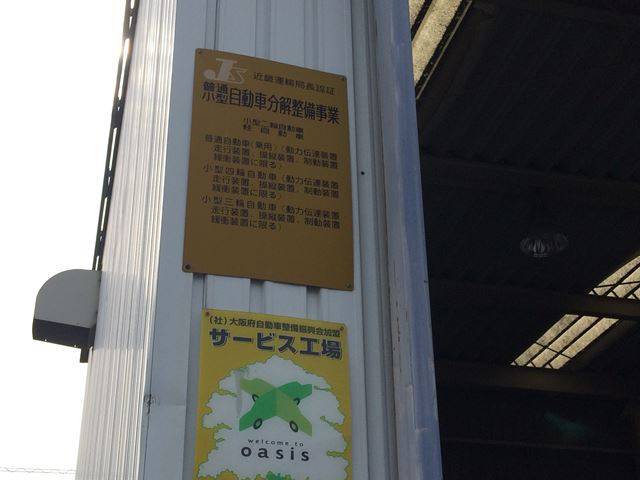 JS 近畿運輸局長認証
普通
小型 自動車分解整備事業
小型二輪自動車
軽自動車
普通自動車(乗用)(動力伝達装置
走行装置、操縦装置、制動装置
緩衝装置に限る)
小型四輪自動車(動力伝達装置
走行装置、操縦装置、制動装置
緩衝装置に限る)
小型三輪自動車(動力伝達装置
走行装置、操縦装置、制動装置
緩衝装置に限る)
(社)大阪府自動車整備振興会加盟
サービス工場
welcome to
oasis